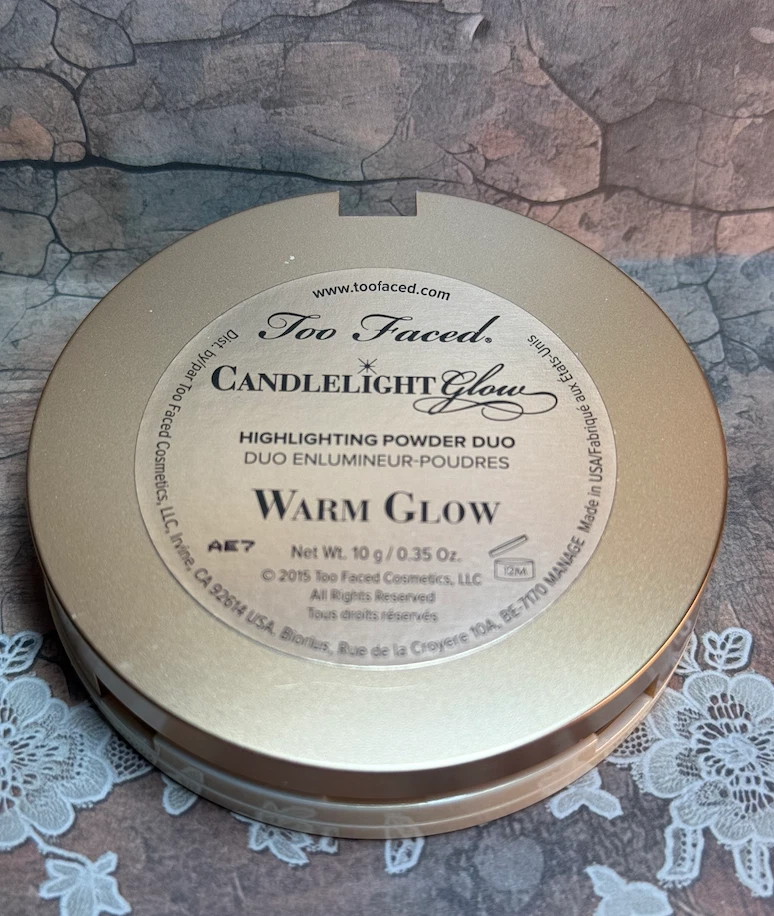 www.toofaced.com
Too Faced®
CANDLELIGHT Glow
HIGHLIGHTING POWDER DUO
DUO ENLUMINEUR-POUDRES
WARM GLOW
AE7
Net Wt. 10 g / 0.35 Oz.
12M
© 2015 Too Faced Cosmetics, LLC
All Rights Reserved
Tous droits réservés
Dist. by/par Too Faced Cosmetics, LLC, Irvine, CA 92614 USA. Biorius, Rue de la Croyere 10A, BE-7170 MANAGE Made in USA/Fabriqué aux États-Unis